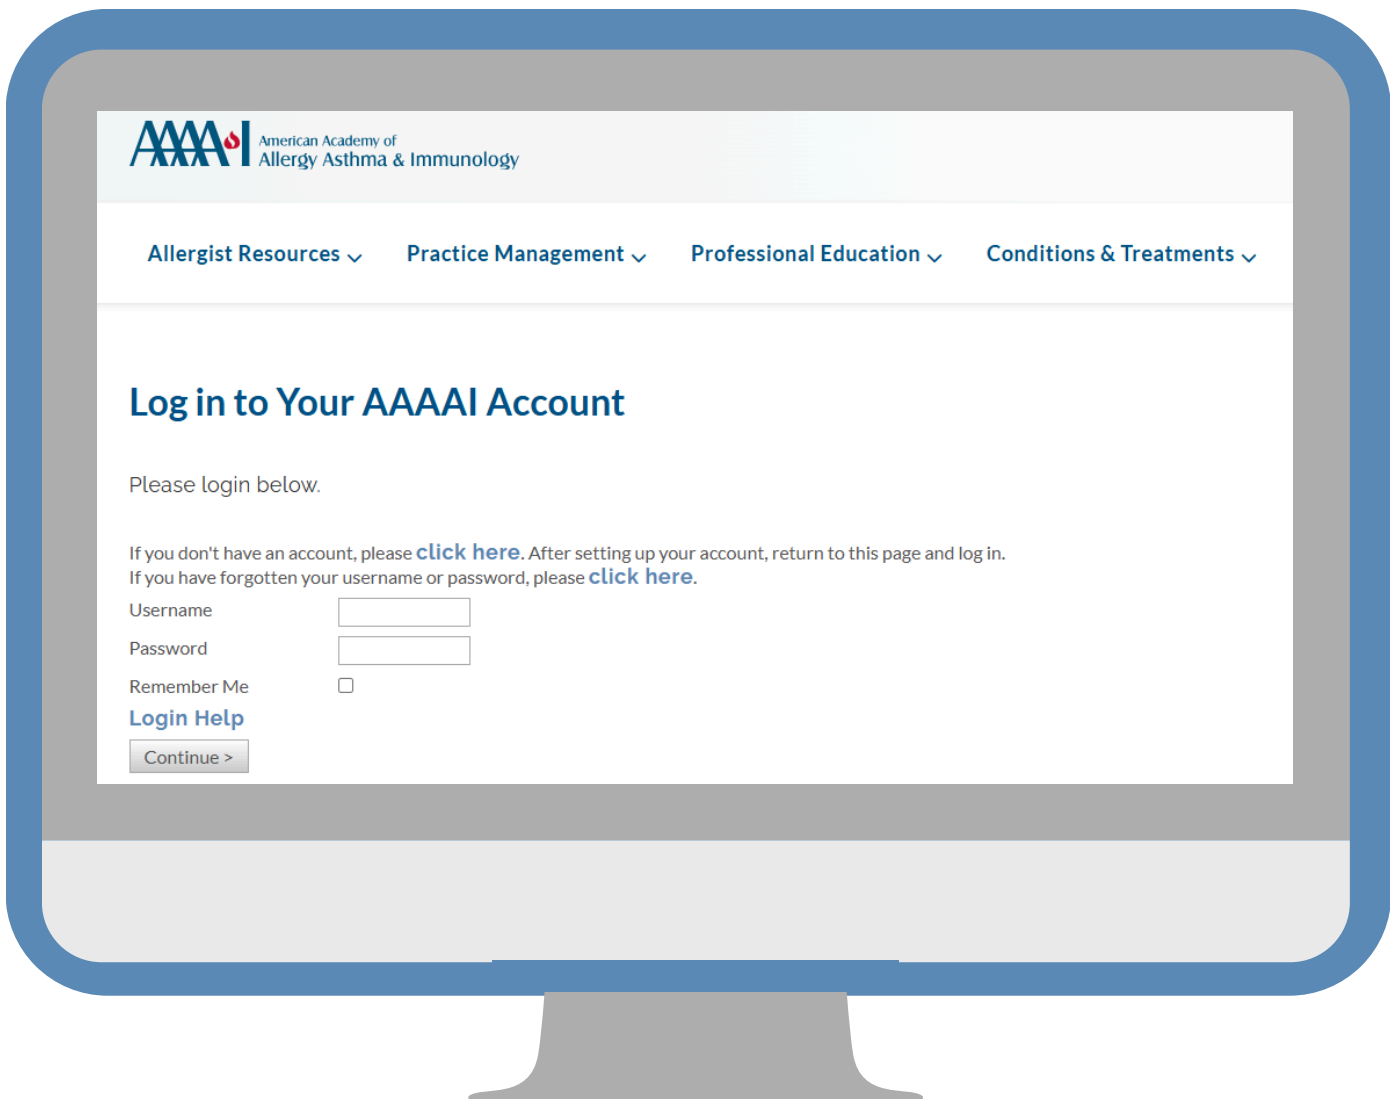 AAAAI American Academy of
Allergy Asthma & Immunology
Allergist Resources Practice Management Professional Education Conditions & Treatments
Log in to Your AAAAI Account
Please login below.
If you don't have an account, please click here. After setting up your account, return to this page and log in.
If you have forgotten your username or password, please click here.
Username
Password
Remember Me
Login Help
Continue >